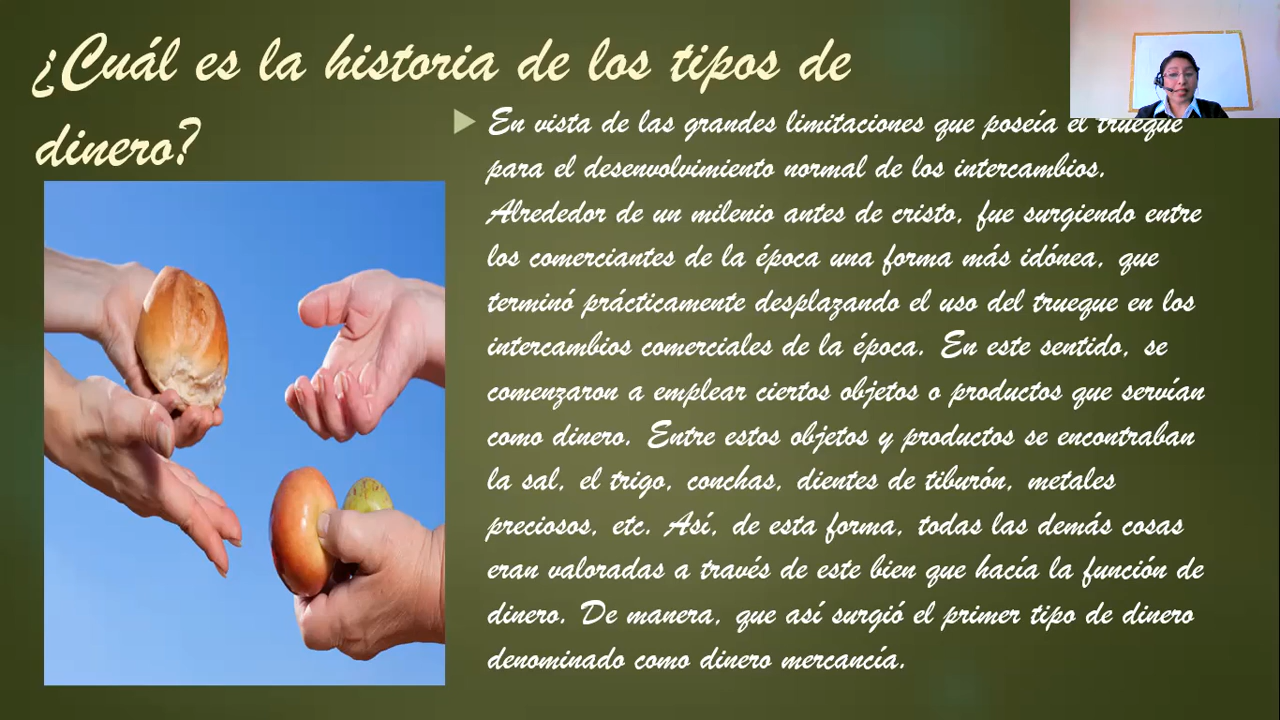 ¿Cuál es la historia de los tipos de
dinero?
En vista de las grandes limitaciones que poseía el trueque
para el desenvolvimiento normal de los intercambios.
Alrededor de un milenio antes de cristo, fue surgiendo entre
los comerciantes de la época una forma más idónea, que
terminó prácticamente desplazando el uso del trueque en los
intercambios comerciales de la época. En este sentido, se
comenzaron a emplear ciertos objetos o productos que servían
como dinero. Entre estos objetos y productos se encontraban
la sal, el trigo, conchas, dientes de tiburón, metales
preciosos, etc. Así, de esta forma, todas las demás cosas
eran valoradas a través de este bien que hacía la función de
dinero. De manera, que así surgió el primer tipo de dinero
denominado como dinero mercancía.